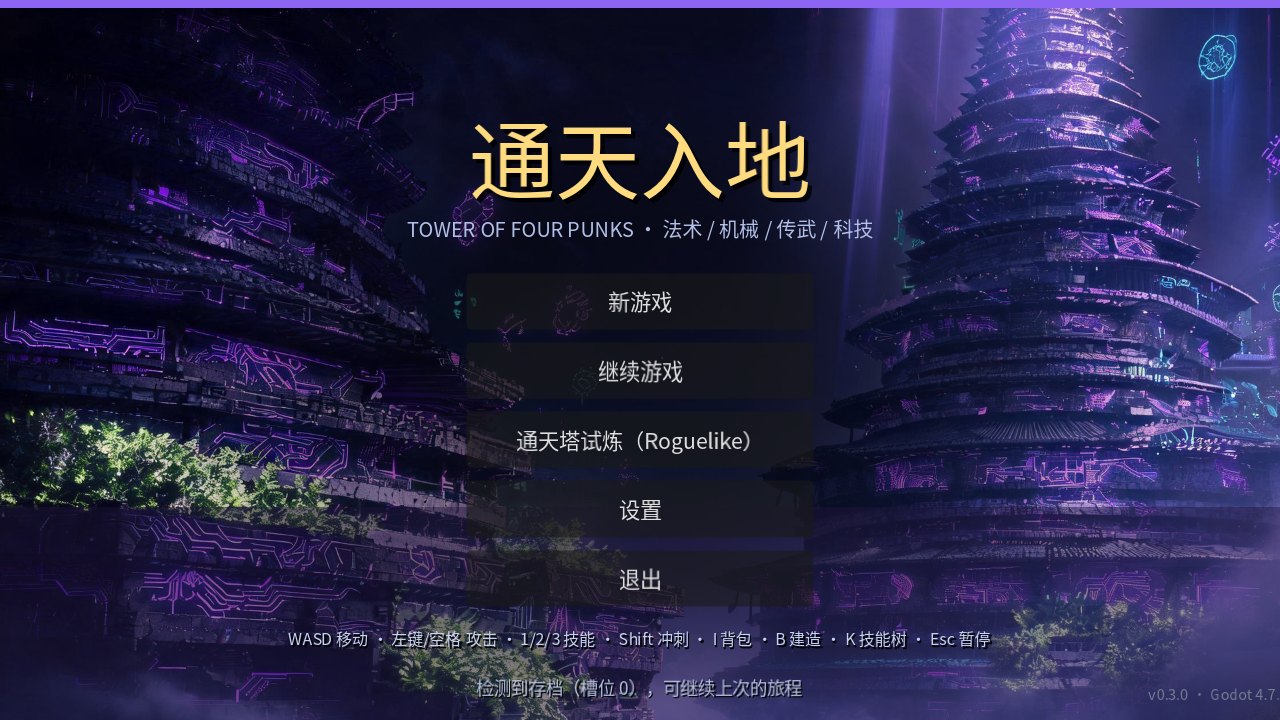 通天入地
TOWER OF FOUR PUNKS · 法术 / 机械 / 传武 / 科技
新游戏
继续游戏
通天塔试炼（Roguelike）
设置
退出
WASD 移动 · 左键/空格 攻击 · 1/2/3 技能 · Shift 冲刺 · I 背包 · B 建造 · K 技能树 · Esc 暂停
检测到存档（槽位 0），可继续上次的旅程
v0.3.0 · Godot 4.7